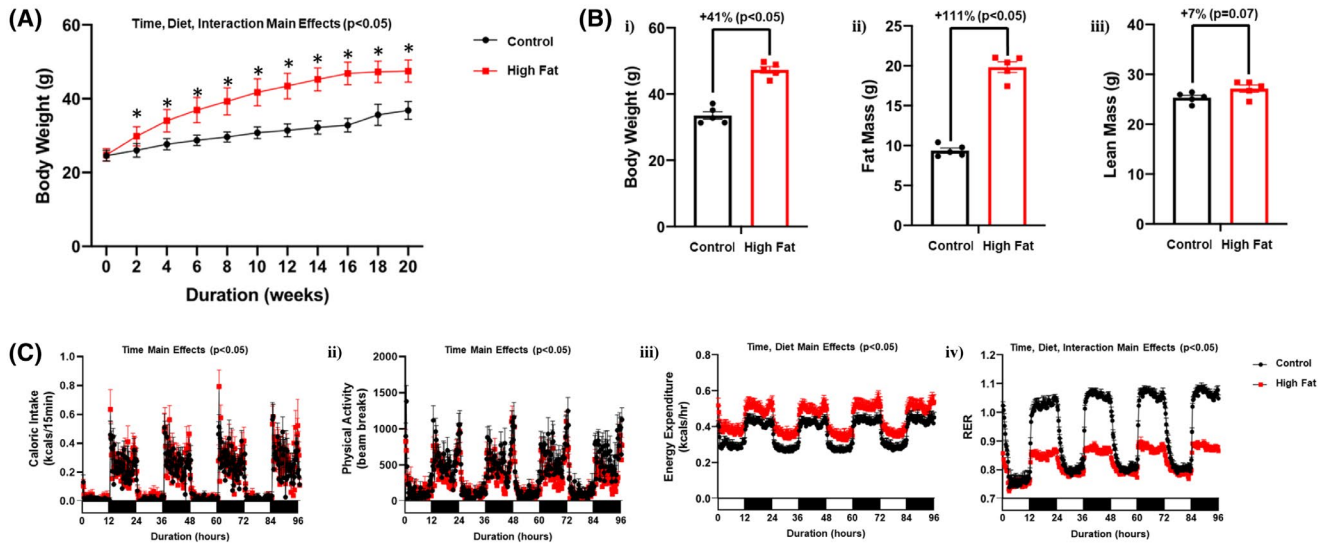 (A)
Time, Diet, Interaction Main Effects (p<0.05)
Body Weight (g)
60
40
20
0
* * * * * * * * * *
0 2 4 6 8 10 12 14 16 18 20
Duration (weeks)
Control
High Fat
(B)
i)
+41% (p<0.05)
Body Weight (g)
60
40
20
0
Control High Fat
ii)
+111% (p<0.05)
Fat Mass (g)
25
20
15
10
5
0
Control High Fat
iii)
+7% (p=0.07)
Lean Mass (g)
40
30
20
10
0
Control High Fat
(C)
Time Main Effects (p<0.05)
Caloric Intake
(kcals/15min)
1.0
0.8
0.6
0.4
0.2
0.0
0 12 24 36 48 60 72 84 96
Duration (hours)
ii)
Time Main Effects (p<0.05)
Physical Activity
(beam breaks)
2000
1500
1000
500
0
0 12 24 36 48 60 72 84 96
Duration (hours)
iii)
Time, Diet Main Effects (p<0.05)
Energy Expenditure
(kcals/hr)
0.8
0.6
0.4
0.2
0.0
0 12 24 36 48 60 72 84 96
Duration (hours)
iv)
Time, Diet, Interaction Main Effects (p<0.05)
RER
1.2
1.1
1.0
0.9
0.8
0.7
0 12 24 36 48 60 72 84 96
Duration (hours)
Control
High Fat